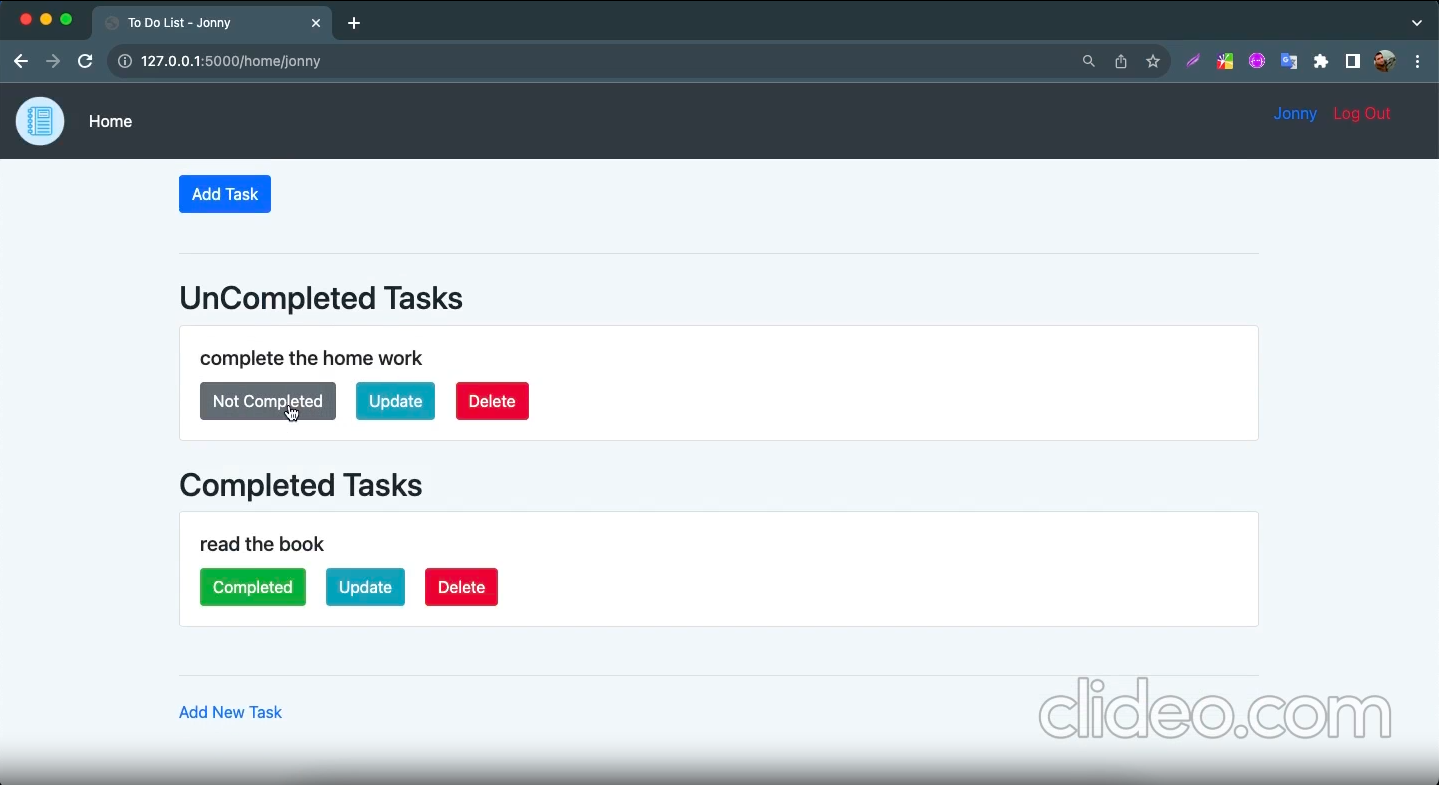 To Do List - Jonny
127.0.0.1:5000/home/jonny
Home
Jonny Log Out
Add Task
UnCompleted Tasks
complete the home work
Not Completed Update Delete
Completed Tasks
read the book
Completed Update Delete
Add New Task
clideo.com